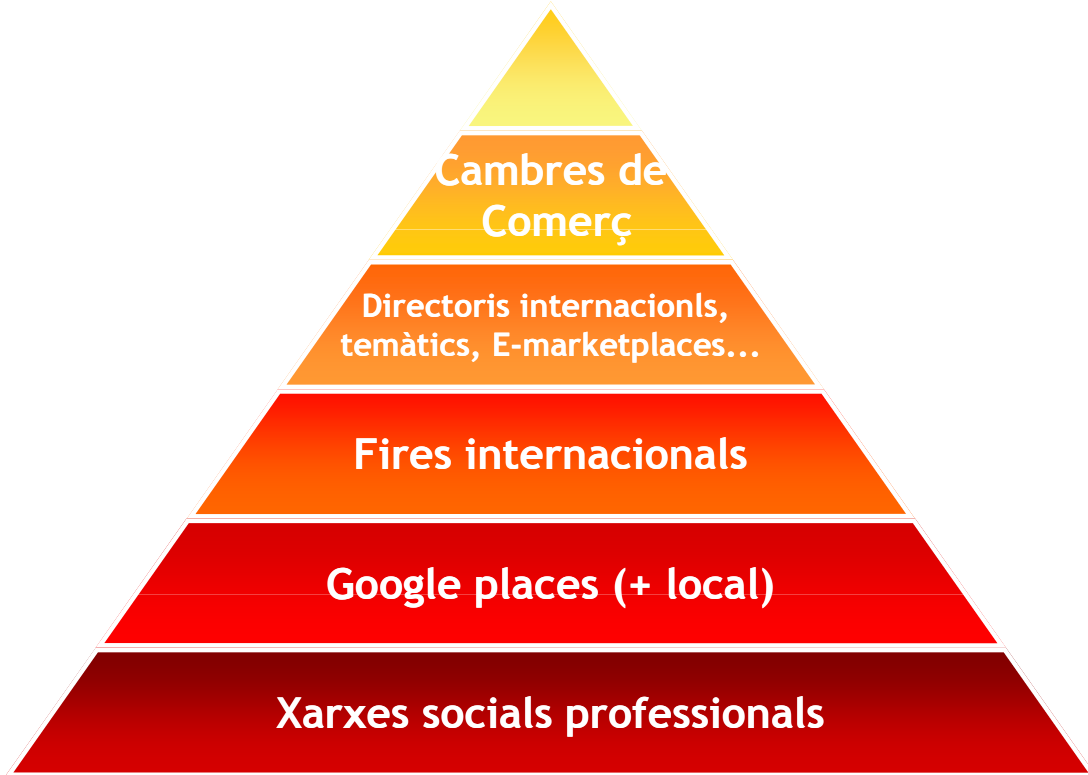 Cambres de
Comerç
Directoris internacionls,
temàtics, E-marketplaces...
Fires internacionals
Google places (+ local)
Xarxes socials professionals